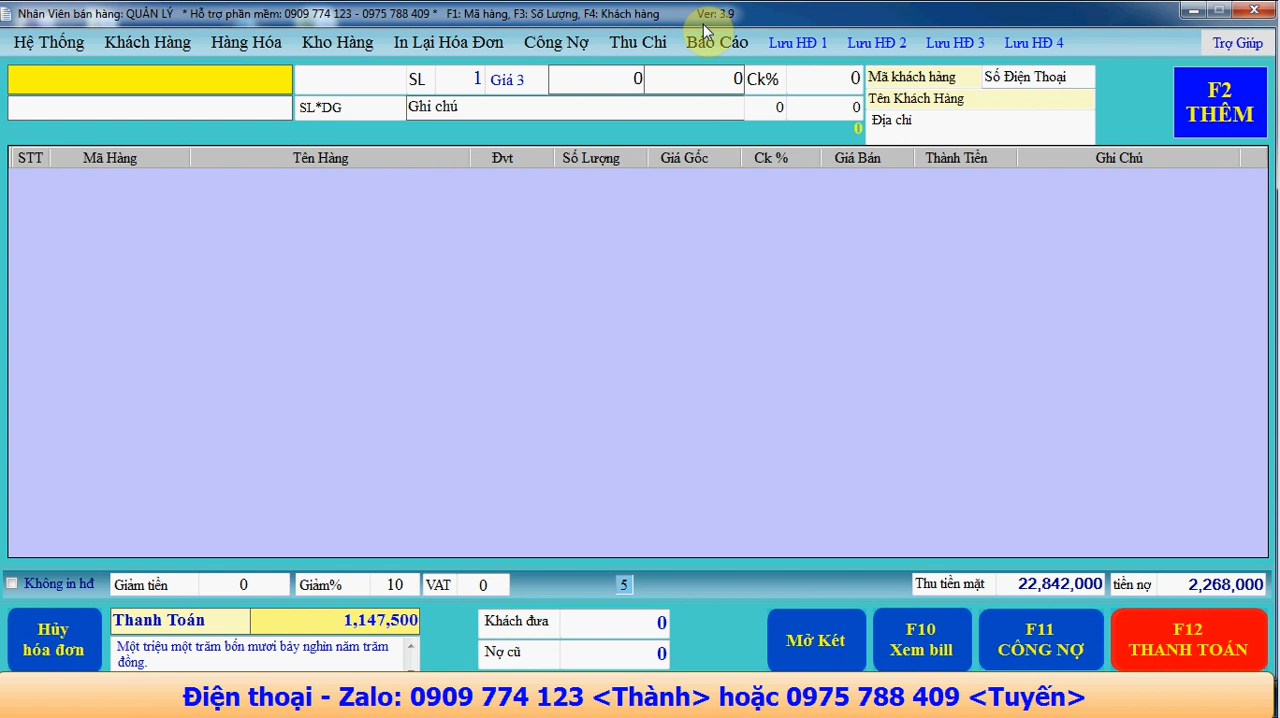 Nhân Viên bán hàng: QUẢN LÝ * Hỗ trợ phần mềm: 0909 774 123 - 0975 788 409 * F1: Mã hàng, F3: Số Lượng, F4: Khách hàng Ver: 3.9
Hệ Thống Khách Hàng Hàng Hóa Kho Hàng In Lại Hóa Đơn Công Nợ Thu Chi Báo Cáo Lưu HĐ 1 Lưu HĐ 2 Lưu HĐ 3 Lưu HĐ 4 Trợ Giúp
SL 1 Giá 3 0 0 Ck% 0 Mã khách hàng Số Điện Thoại
SL*DG Ghi chú 0 0 Tên Khách Hàng
0 Địa chỉ
F2
THÊM
STT Mã Hàng Tên Hàng Đvt Số Lượng Giá Gốc Ck % Giá Bán Thành Tiền Ghi Chú
Không in hđ Giảm tiền 0 Giảm% 10 VAT 0 5 Thu tiền mặt 22,842,000 tiền nợ 2,268,000
Hủy
hóa đơn
Thanh Toán 1,147,500
Một triệu một trăm bốn mươi bảy nghìn năm trăm
đồng.
Khách đưa 0
Nợ cũ 0
Mở Két
F10
Xem bill
F11
CÔNG NỢ
F12
THANH TOÁN
Điện thoại - Zalo: 0909 774 123 <Thành> hoặc 0975 788 409 <Tuyến>